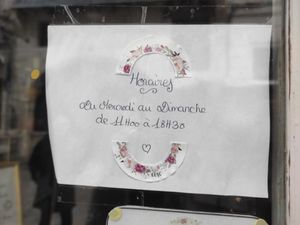 Horaires
Du Mercredi au Dimanche
de 11H00 à 18H30